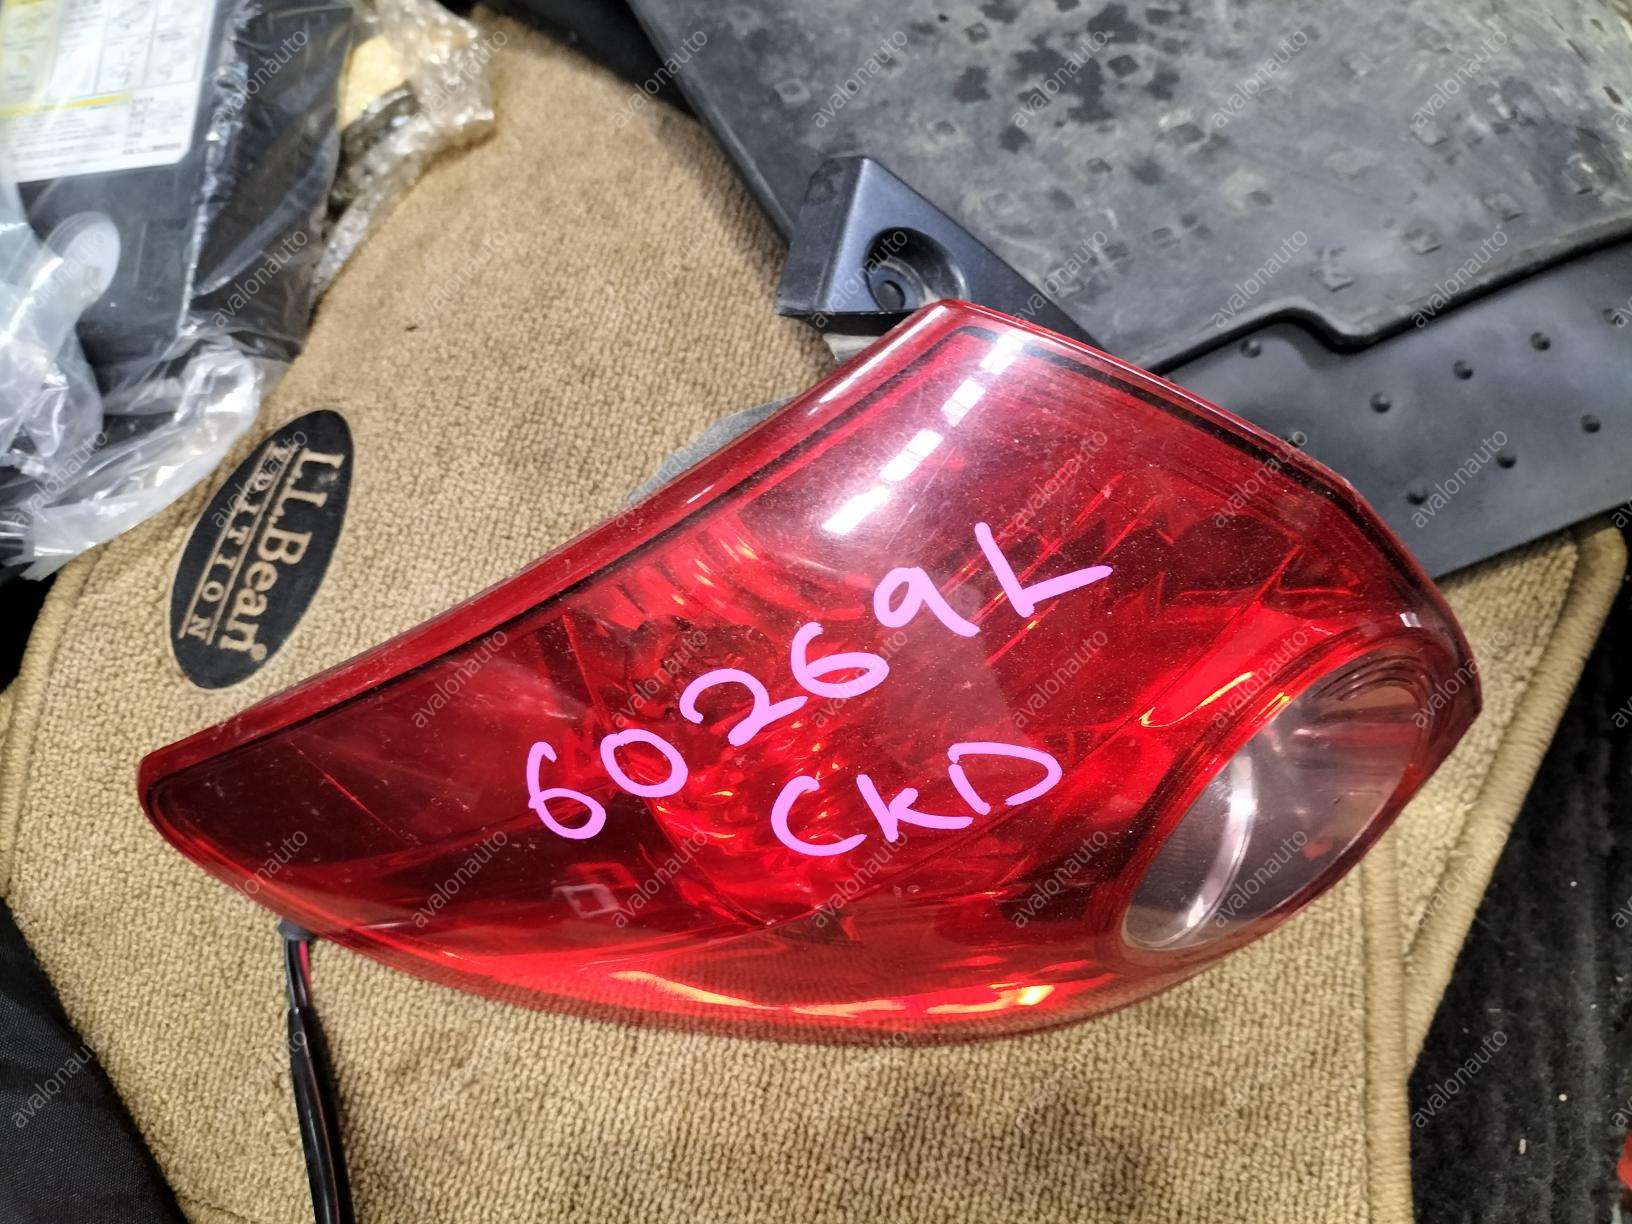 60269L
CKD
L.L.Bean®
EDITION
avalonauto